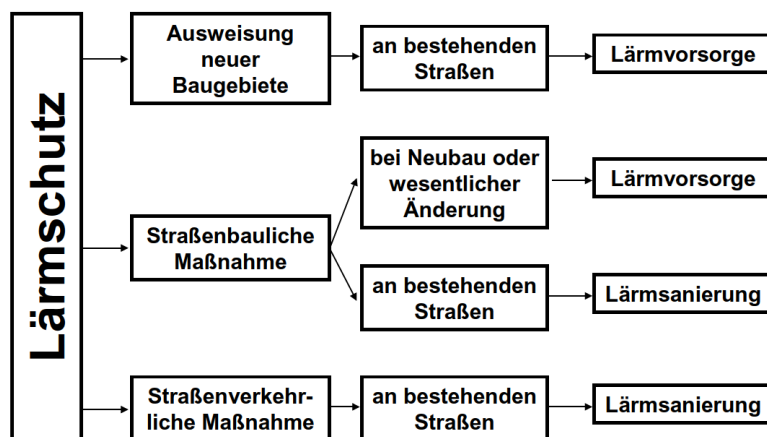 Lärmschutz
Ausweisung
neuer
Baugebiete
an bestehenden
Straßen
Lärmvorsorge
Straßenbauliche
Maßnahme
bei Neubau oder
wesentlicher
Änderung
Lärmvorsorge
an bestehenden
Straßen
Lärmsanierung
Straßenverkehr-
liche Maßnahme
an bestehenden
Straßen
Lärmsanierung